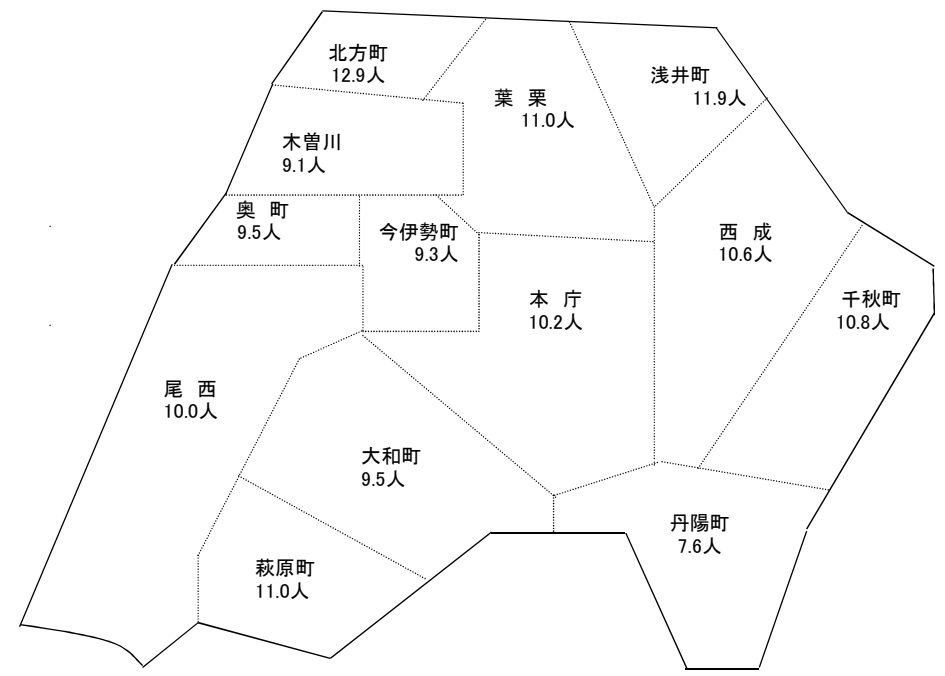 北方町
12.9人
浅井町
11.9人
葉 栗
11.0人
木曽川
9.1人
奥 町
9.5人
今伊勢町
9.3人
西 成
10.6人
本 庁
10.2人
千秋町
10.8人
尾 西
10.0人
大和町
9.5人
丹陽町
7.6人
萩原町
11.0人